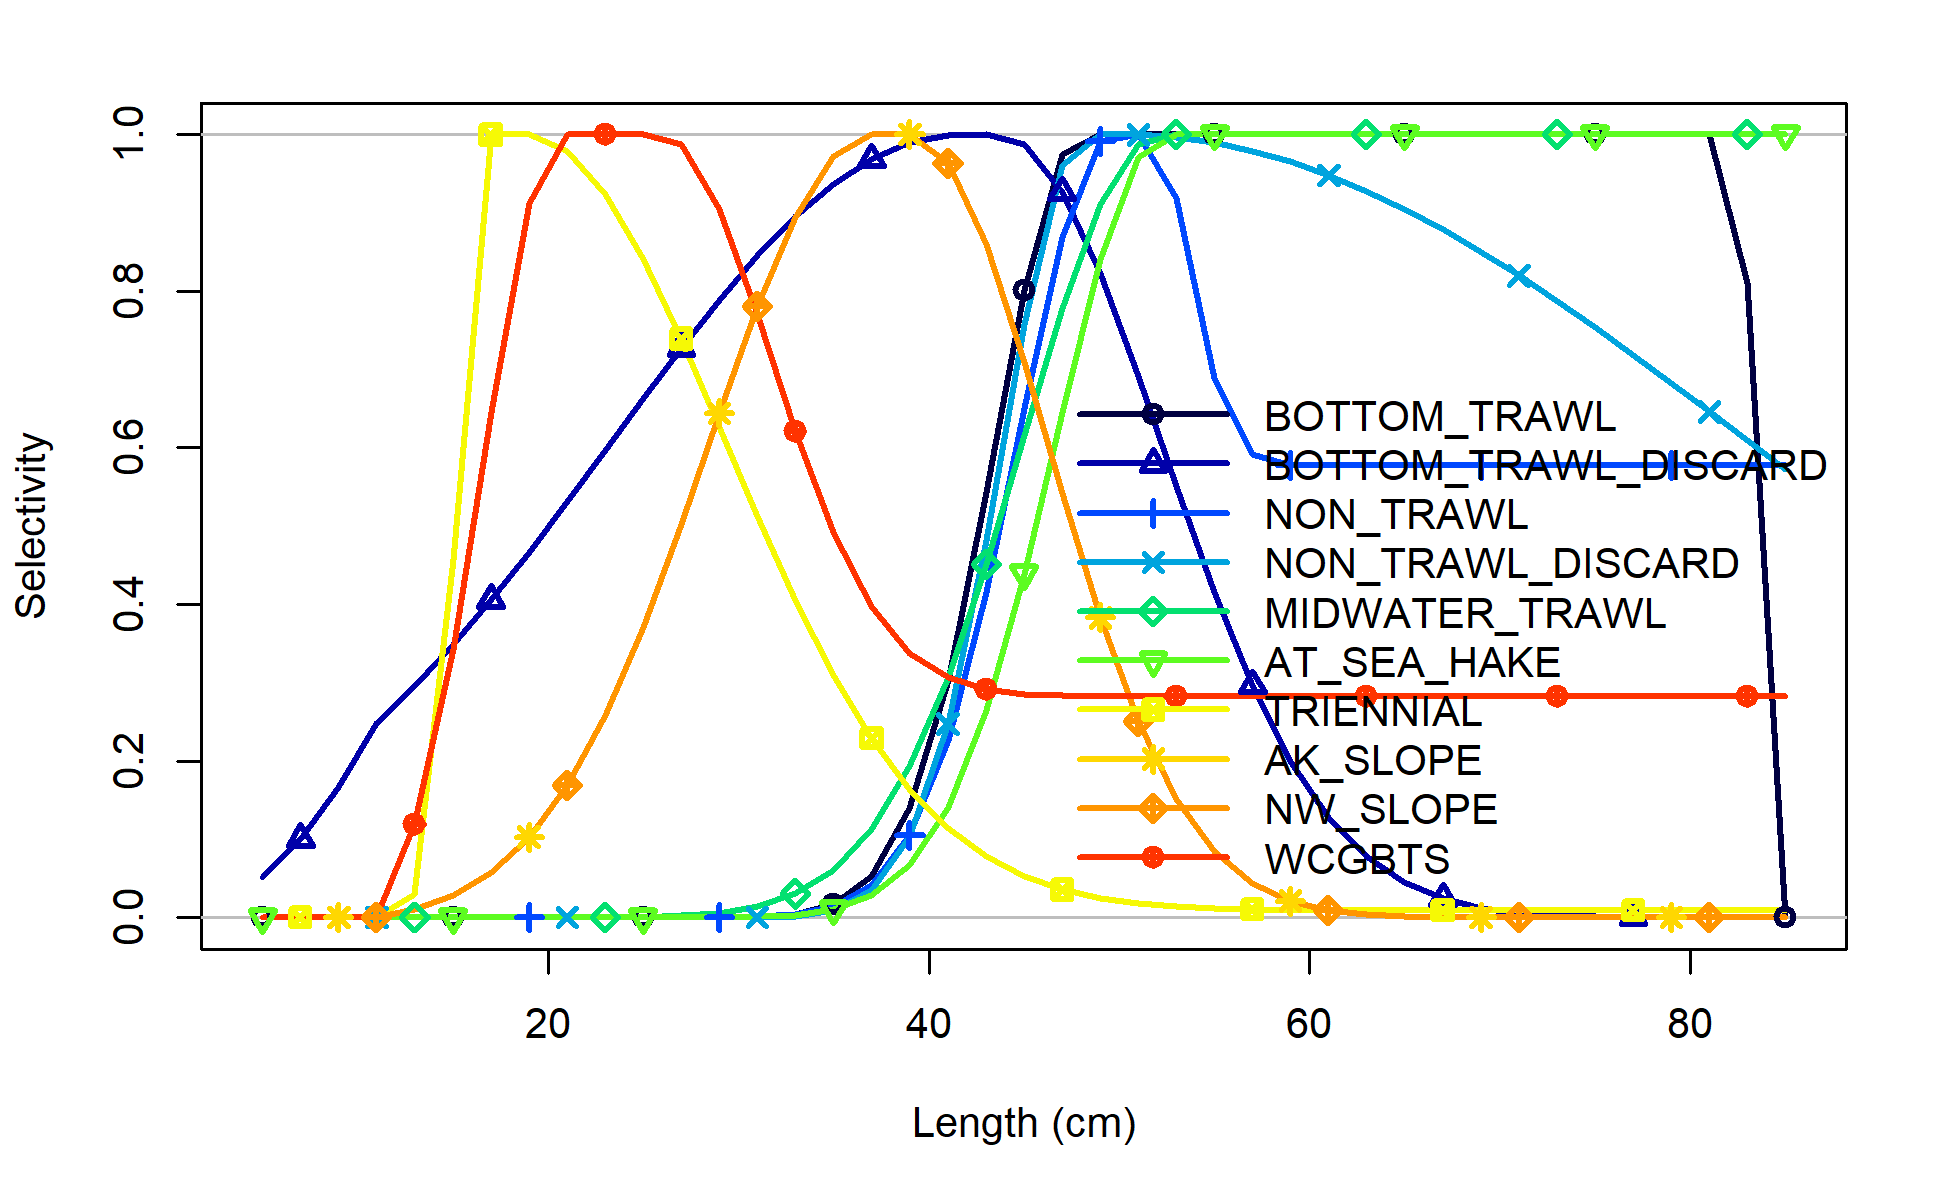 1.0
0.8
0.6
0.4
0.2
0.0
Selectivity
BOTTOM_TRAWL
BOTTOM_TRAWL_DISCARD
NON_TRAWL
NON_TRAWL_DISCARD
MIDWATER_TRAWL
AT_SEA_HAKE
TRIENNIAL
AK_SLOPE
NW_SLOPE
WCGBTS
20 40 60 80
Length (cm)